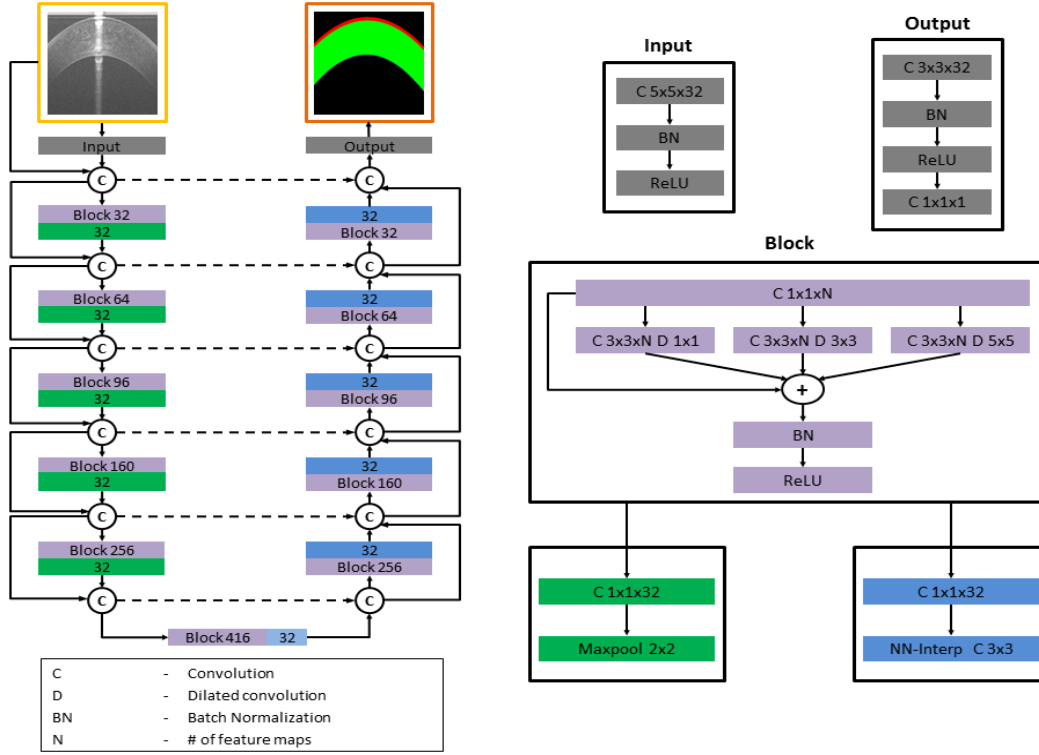 Input
C
Block 32
32
C
Block 64
32
C
Block 96
32
C
Block 160
32
C
Block 256
32
C
Block 416 32
Output
C
32
Block 32
C
32
Block 64
C
32
Block 96
C
32
Block 160
C
32
Block 256
C
C - Convolution
D - Dilated convolution
BN - Batch Normalization
N - # of feature maps
Input
C 5x5x32
BN
ReLU
Output
C 3x3x32
BN
ReLU
C 1x1x1
Block
C 1x1xN
C 3x3xN D 1x1 C 3x3xN D 3x3 C 3x3xN D 5x5
+
BN
ReLU
C 1x1x32
Maxpool 2x2
C 1x1x32
NN-Interp C 3x3